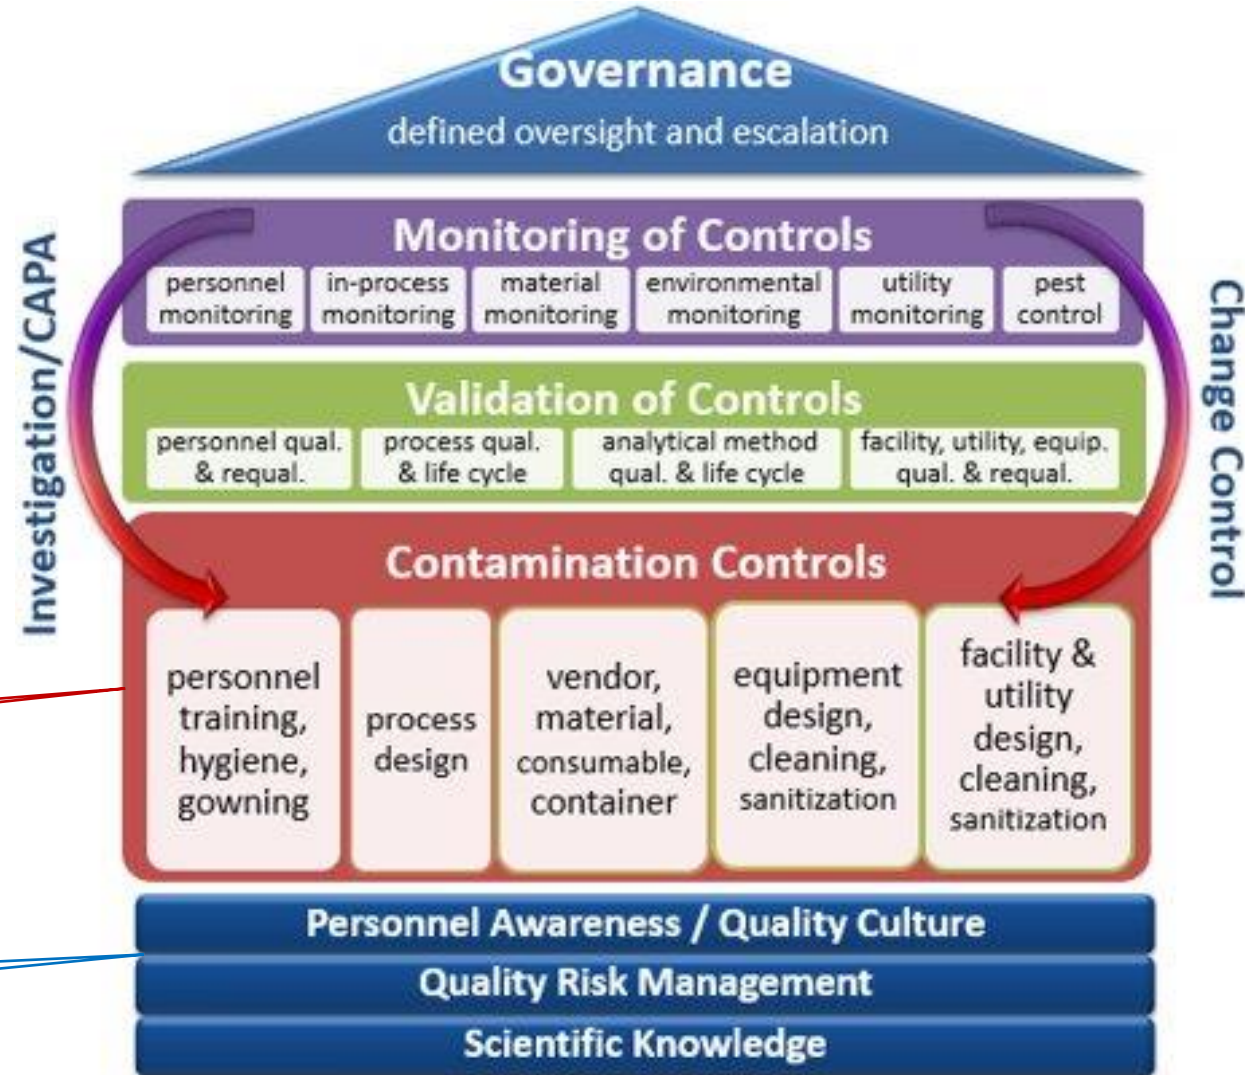 Governance
defined oversight and escalation
Investigation/CAPA
Change Control
Monitoring of Controls
personnel
monitoring
in-process
monitoring
material
monitoring
environmental
monitoring
utility
monitoring
pest
control
Validation of Controls
personnel qual.
& requal.
process qual.
& life cycle
analytical method
qual. & life cycle
facility, utility, equip.
qual. & requal.
Contamination Controls
personnel
training,
hygiene,
gowning
process
design
vendor,
material,
consumable,
container
equipment
design,
cleaning,
sanitization
facility &
utility
design,
cleaning,
sanitization
Personnel Awareness / Quality Culture
Quality Risk Management
Scientific Knowledge